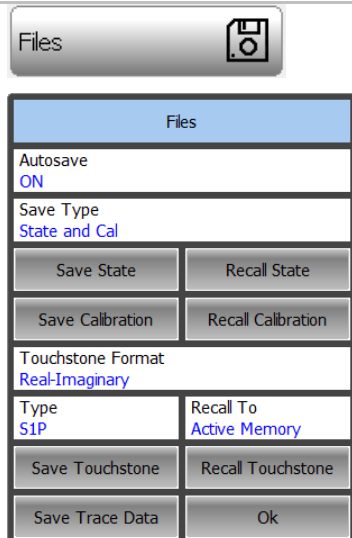 Files
Files
Autosave
ON
Save Type
State and Cal
Save State
Recall State
Save Calibration
Recall Calibration
Touchstone Format
Real-Imaginary
Type
S1P
Recall To
Active Memory
Save Touchstone
Recall Touchstone
Save Trace Data
Ok